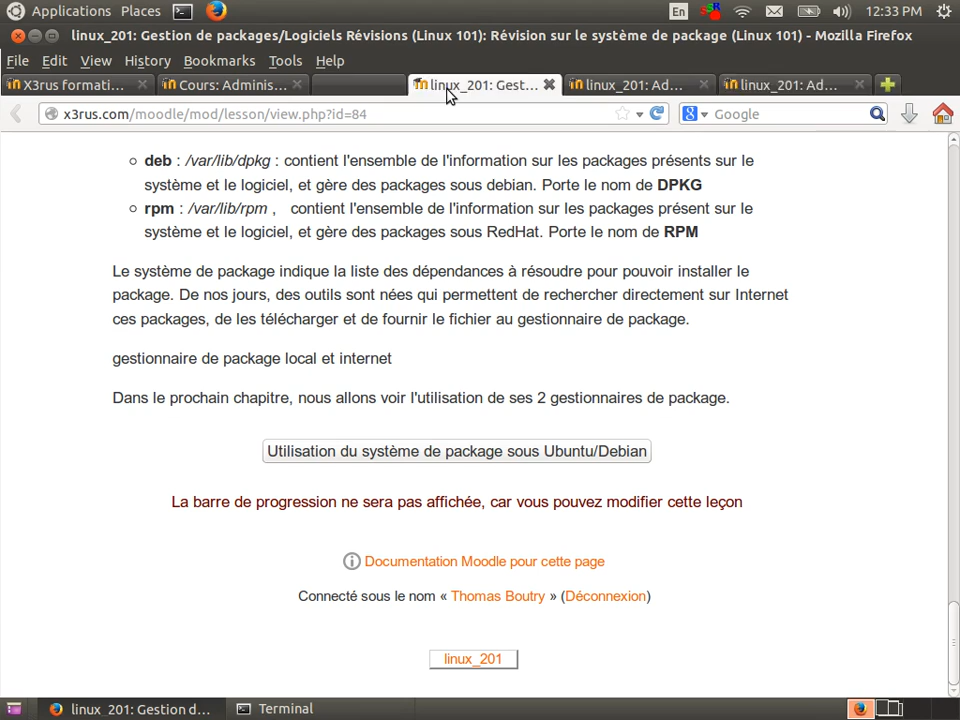 Applications Places En 12:33 PM
linux_201: Gestion de packages/Logiciels Révisions (Linux 101): Révision sur le système de package (Linux 101) - Mozilla Firefox
File Edit View History Bookmarks Tools Help
X3rus formati... Cours: Adminis... linux_201: Gest... linux_201: Ad... linux_201: Ad...
x3rus.com/moodle/mod/lesson/view.php?id=84 Google
deb : /var/lib/dpkg : contient l'ensemble de l'information sur les packages présents sur le
système et le logiciel, et gère des packages sous debian. Porte le nom de DPKG
rpm : /var/lib/rpm , contient l'ensemble de l'information sur les packages présent sur le
système et le logiciel, et gère des packages sous RedHat. Porte le nom de RPM
Le système de package indique la liste des dépendances à résoudre pour pouvoir installer le
package. De nos jours, des outils sont nées qui permettent de rechercher directement sur Internet
ces packages, de les télécharger et de fournir le fichier au gestionnaire de package.
gestionnaire de package local et internet
Dans le prochain chapitre, nous allons voir l'utilisation de ses 2 gestionnaires de package.
Utilisation du système de package sous Ubuntu/Debian
La barre de progression ne sera pas affichée, car vous pouvez modifier cette leçon
Documentation Moodle pour cette page
Connecté sous le nom « Thomas Boutry » (Déconnexion)
linux_201
linux_201: Gestion d... Terminal